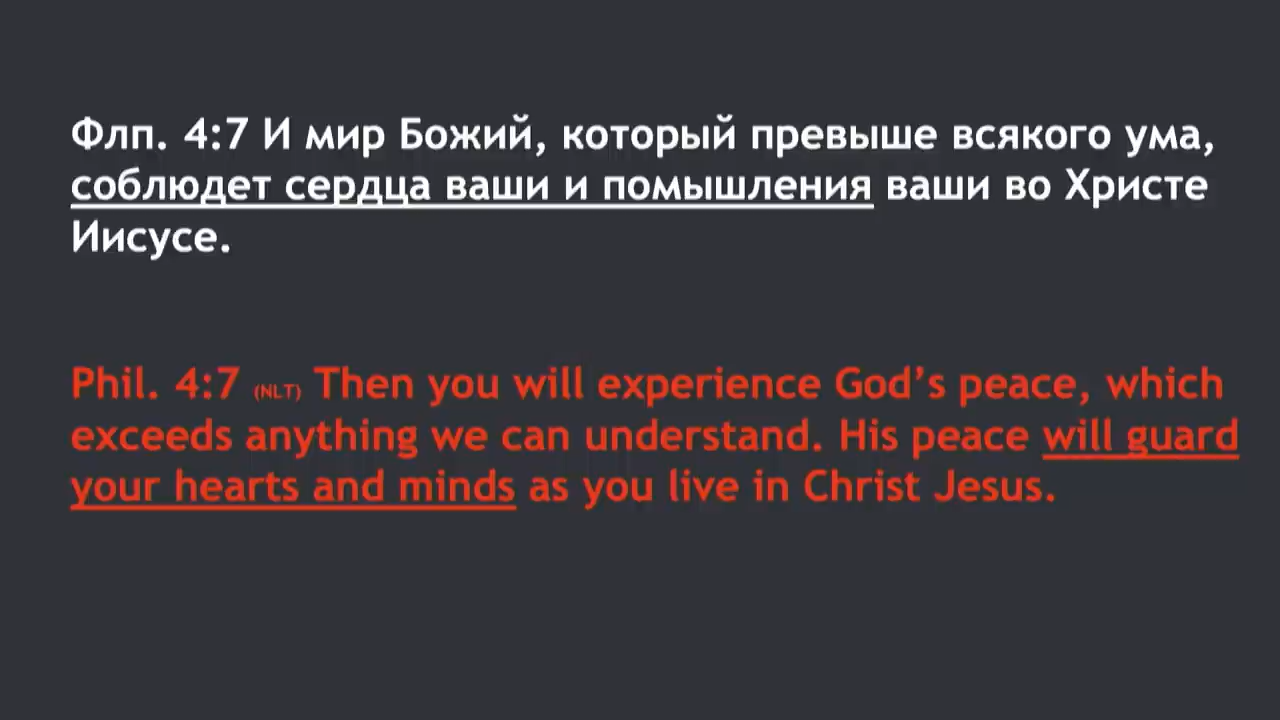 Флп. 4:7 И мир Божий, который превыше всякого ума,
соблюдет сердца ваши и помышления ваши во Христе
Иисусе.
Phil. 4:7 (NLT) Then you will experience God’s peace, which
exceeds anything we can understand. His peace will guard
your hearts and minds as you live in Christ Jesus.